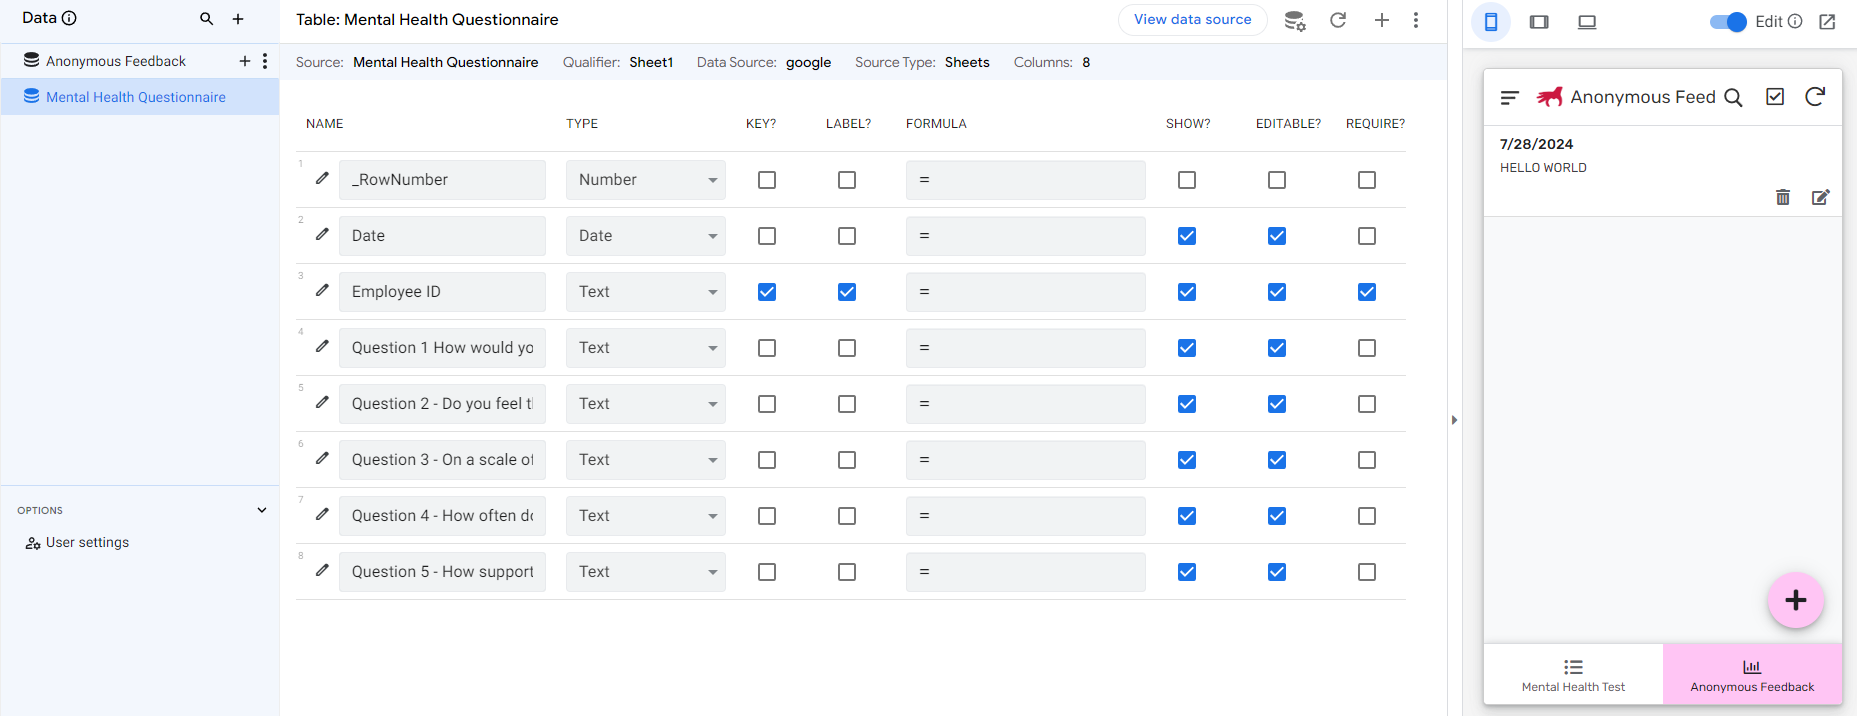 Data
Anonymous Feedback
Mental Health Questionnaire
OPTIONS
User settings
Table: Mental Health Questionnaire
View data source
Source: Mental Health Questionnaire Qualifier: Sheet1 Data Source: google Source Type: Sheets Columns: 8
NAME TYPE KEY? LABEL? FORMULA SHOW? EDITABLE? REQUIRE?
1 _RowNumber Number =
2 Date Date =
3 Employee ID Text =
4 Question 1 How would yo Text =
5 Question 2 - Do you feel t Text =
6 Question 3 - On a scale of Text =
7 Question 4 - How often do Text =
8 Question 5 - How support Text =
Edit
Anonymous Feed
7/28/2024
HELLO WORLD
Mental Health Test
Anonymous Feedback